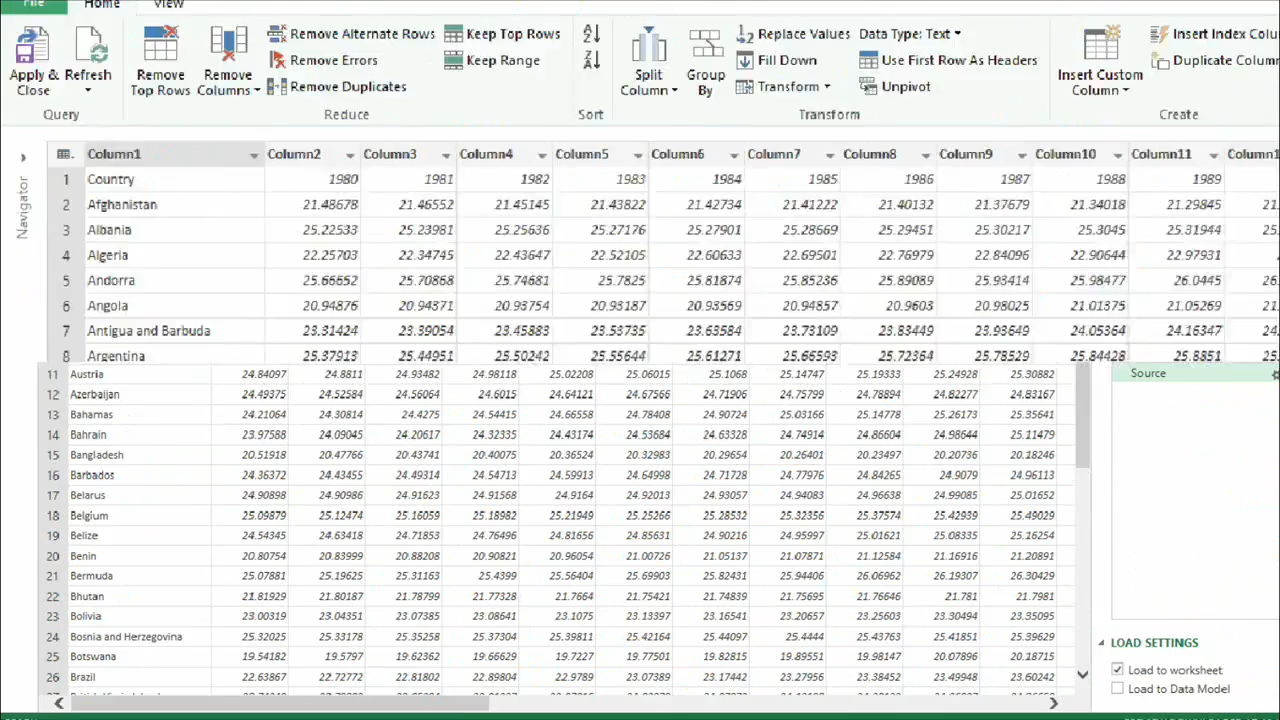 File Home View
Remove Alternate Rows Keep Top Rows Replace Values Data Type: Text Insert Index
Remove Errors Keep Range Fill Down Use First Row As Headers Duplicate
Apply & Refresh Remove Remove Split Group Insert Custom
Close Top Rows Columns Remove Duplicates Column By Transform Unpivot Column
Query Reduce Sort Transform Create
Navigator
Column1 Column2 Column3 Column4 Column5 Column6 Column7 Column8 Column9 Column10 Column11 Column1
1 Country 1980 1981 1982 1983 1984 1985 1986 1987 1988 1989
2 Afghanistan 21.48678 21.46552 21.45145 21.43822 21.42734 21.41222 21.40132 21.37679 21.34018 21.29845 21.
3 Albania 25.22533 25.23981 25.25636 25.27176 25.27901 25.28669 25.29451 25.30217 25.3045 25.31944 25.
4 Algeria 22.25703 22.34745 22.43647 22.52105 22.60633 22.69501 22.76979 22.84096 22.90644 22.97931 23.
5 Andorra 25.66652 25.70868 25.74681 25.7825 25.81874 25.85236 25.89089 25.93414 25.98477 26.0445 26.
6 Angola 20.94876 20.94371 20.93754 20.93187 20.93569 20.94857 20.9603 20.98025 21.01375 21.05269 21.
7 Antigua and Barbuda 23.31424 23.39054 23.45883 23.53735 23.63584 23.73109 23.83449 23.93649 24.05364 24.16347 24.
8 Argentina 25.37913 25.44951 25.50242 25.55644 25.61271 25.66593 25.72364 25.78529 25.84428 25.8851 25.
11 Austria 24.84097 24.8811 24.93482 24.98118 25.02208 25.06015 25.1068 25.14747 25.19333 25.24928 25.30882
12 Azerbaijan 24.49375 24.52584 24.56064 24.6015 24.64121 24.67566 24.71906 24.75799 24.78894 24.82277 24.83167
13 Bahamas 24.21064 24.30814 24.4275 24.54415 24.66558 24.78408 24.90724 25.03166 25.14778 25.26173 25.35641
14 Bahrain 23.97588 24.09045 24.20617 24.32335 24.43174 24.53684 24.63328 24.74914 24.86604 24.98644 25.11479
15 Bangladesh 20.51918 20.47766 20.43741 20.40075 20.36524 20.32983 20.29654 20.26401 20.23497 20.20736 20.18246
16 Barbados 24.36372 24.43455 24.49314 24.54713 24.59913 24.64998 24.71728 24.77976 24.84265 24.9079 24.96113
17 Belarus 24.90898 24.90986 24.91623 24.91568 24.9164 24.92013 24.93057 24.94083 24.96638 24.99085 25.01652
18 Belgium 25.09879 25.12474 25.16059 25.18982 25.21949 25.25266 25.28532 25.32356 25.37574 25.42939 25.49029
19 Belize 24.54345 24.63418 24.71853 24.76496 24.81656 24.85631 24.90216 24.95997 25.01621 25.08335 25.16254
20 Benin 20.80754 20.83999 20.88208 20.90821 20.96054 21.00726 21.05137 21.07871 21.12584 21.16916 21.20891
21 Bermuda 25.07881 25.19625 25.31163 25.4399 25.56404 25.69903 25.82431 25.94406 26.06962 26.19307 26.30429
22 Bhutan 21.81929 21.80187 21.78799 21.77328 21.7664 21.75421 21.74839 21.75695 21.76646 21.781 21.7981
23 Bolivia 23.00319 23.04351 23.07385 23.08641 23.1075 23.13397 23.16541 23.20657 23.25603 23.30494 23.35095
24 Bosnia and Herzegovina 25.32025 25.33178 25.35258 25.37304 25.39811 25.42164 25.44097 25.4444 25.43763 25.41851 25.39629
25 Botswana 19.54182 19.5797 19.62362 19.66629 19.7227 19.77501 19.82815 19.89551 19.98147 20.07896 20.18715
26 Brazil 22.63867 22.72772 22.81802 22.89804 22.9789 23.07389 23.17442 23.27956 23.38452 23.49948 23.60242
Source
LOAD SETTINGS
Load to worksheet
Load to Data Model